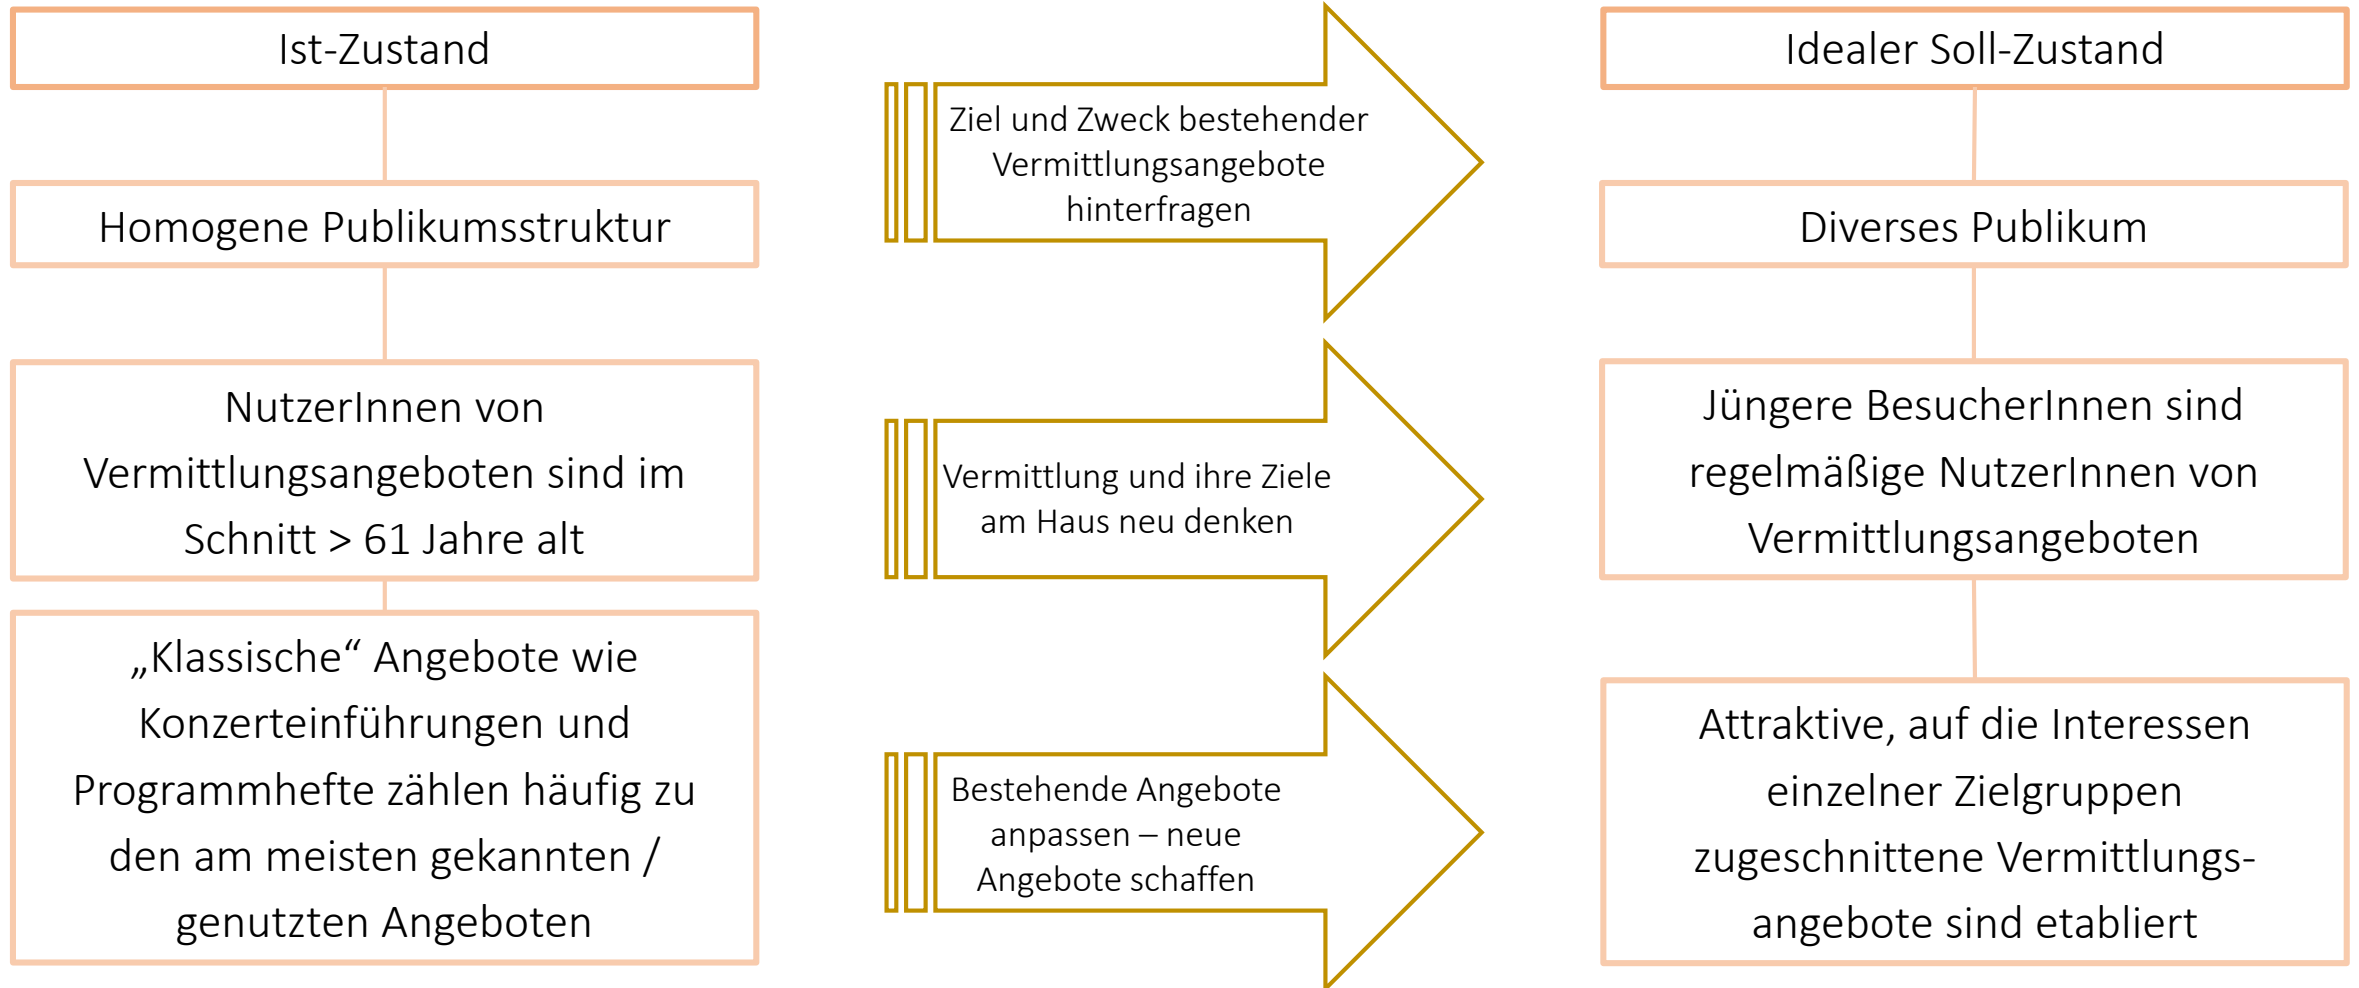 Ist-Zustand
Homogene Publikumsstruktur
NutzerInnen von
Vermittlungsangeboten sind im
Schnitt > 61 Jahre alt
„Klassische“ Angebote wie
Konzerteinführungen und
Programmhefte zählen häufig zu
den am meisten gekannten /
genutzten Angeboten
Ziel und Zweck bestehender
Vermittlungsangebote
hinterfragen
Vermittlung und ihre Ziele
am Haus neu denken
Bestehende Angebote
anpassen – neue
Angebote schaffen
Idealer Soll-Zustand
Diverses Publikum
Jüngere BesucherInnen sind
regelmäßige NutzerInnen von
Vermittlungsangeboten
Attraktive, auf die Interessen
einzelner Zielgruppen
zugeschnittene Vermittlungs-
angebote sind etabliert